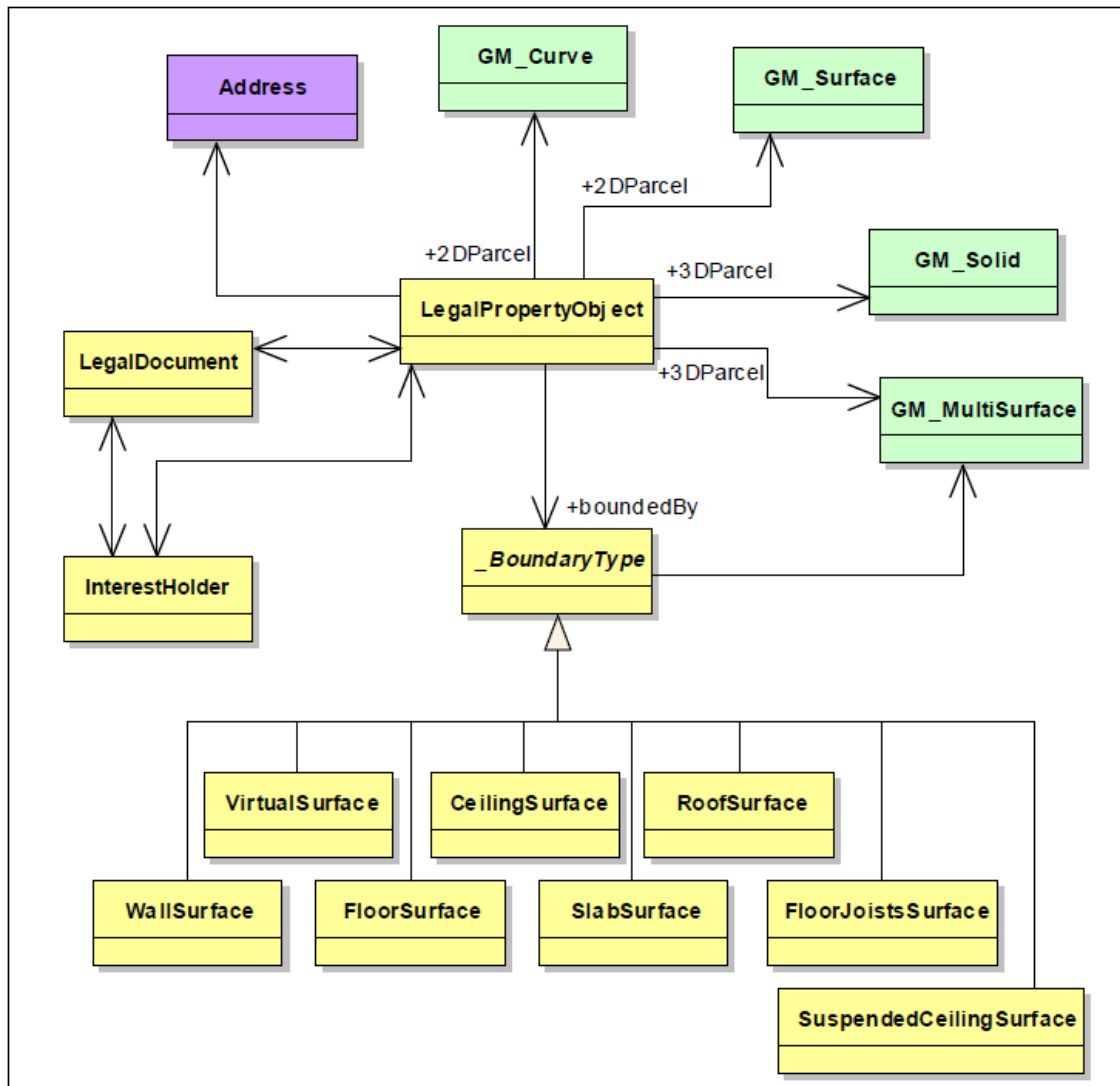 GM_Curve
Address
GM_Surface
+2DParcel
+2DParcel
GM_Solid
+3DParcel
LegalPropertyObject
LegalDocument
+3DParcel
GM_MultiSurface
+boundedBy
_BoundaryType
InterestHolder
VirtualSurface
CeilingSurface
RoofSurface
WallSurface
FloorSurface
SlabSurface
FloorJoistsSurface
SuspendedCeilingSurface